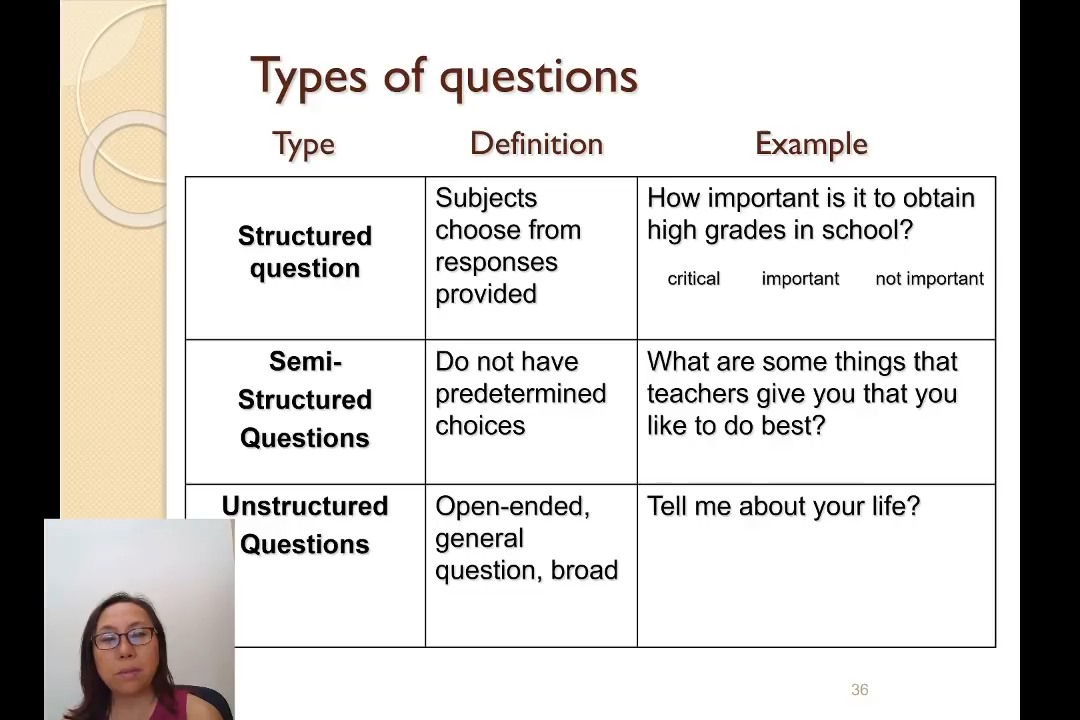 Types of questions
Type Definition Example
Structured
question
Subjects
choose from
responses
provided
How important is it to obtain
high grades in school?
critical important not important
Semi-
Structured
Questions
Do not have
predetermined
choices
What are some things that
teachers give you that you
like to do best?
Unstructured
Questions
Open-ended,
general
question, broad
Tell me about your life?
36